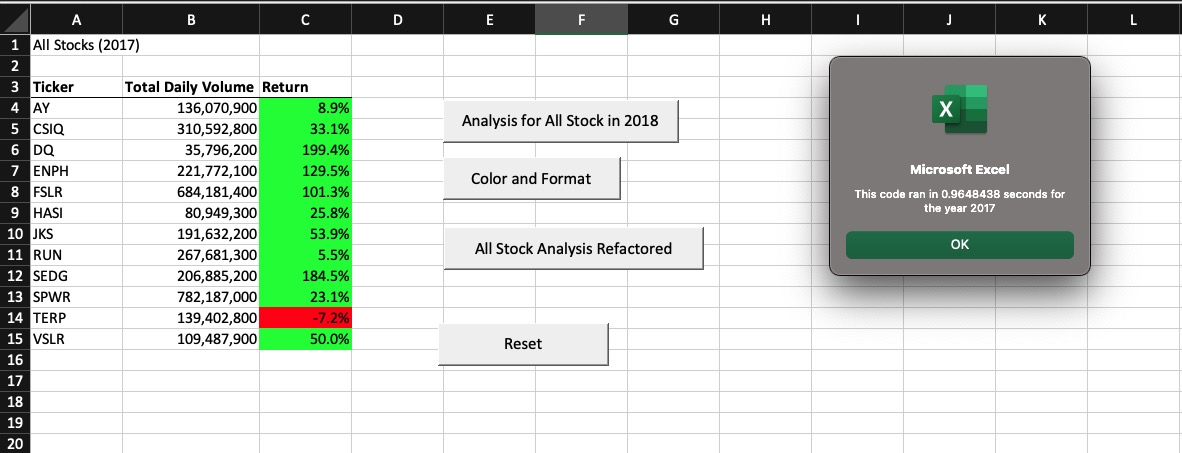 A B C D E F G H I J K L
1 All Stocks (2017)
2
3 Ticker Total Daily Volume Return
4 AY 136,070,900 8.9%
5 CSIQ 310,592,800 33.1%
6 DQ 35,796,200 199.4%
7 ENPH 221,772,100 129.5%
8 FSLR 684,181,400 101.3%
9 HASI 80,949,300 25.8%
10 JKS 191,632,200 53.9%
11 RUN 267,681,300 5.5%
12 SEDG 206,885,200 184.5%
13 SPWR 782,187,000 23.1%
14 TERP 139,402,800 -7.2%
15 VSLR 109,487,900 50.0%
16
17
18
19
20
Analysis for All Stock in 2018
Color and Format
All Stock Analysis Refactored
Reset
X
Microsoft Excel
This code ran in 0.9648438 seconds for
the year 2017
OK